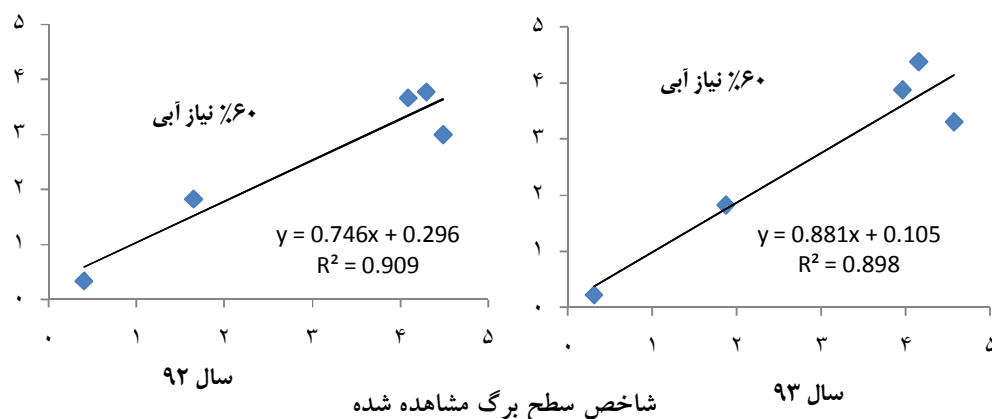 ۵
۴
۳
۲
۱
۰
٪۶۰ نیاز آبی
y = 0.746x + 0.296
R² = 0.909
۰ ۱ ۲ ۳ ۴ ۵
سال ۹۲
۵
۴
۳
۲
۱
۰
٪۶۰ نیاز آبی
y = 0.881x + 0.105
R² = 0.898
۰ ۱ ۲ ۳ ۴ ۵
سال ۹۳
شاخص سطح برگ مشاهده شده